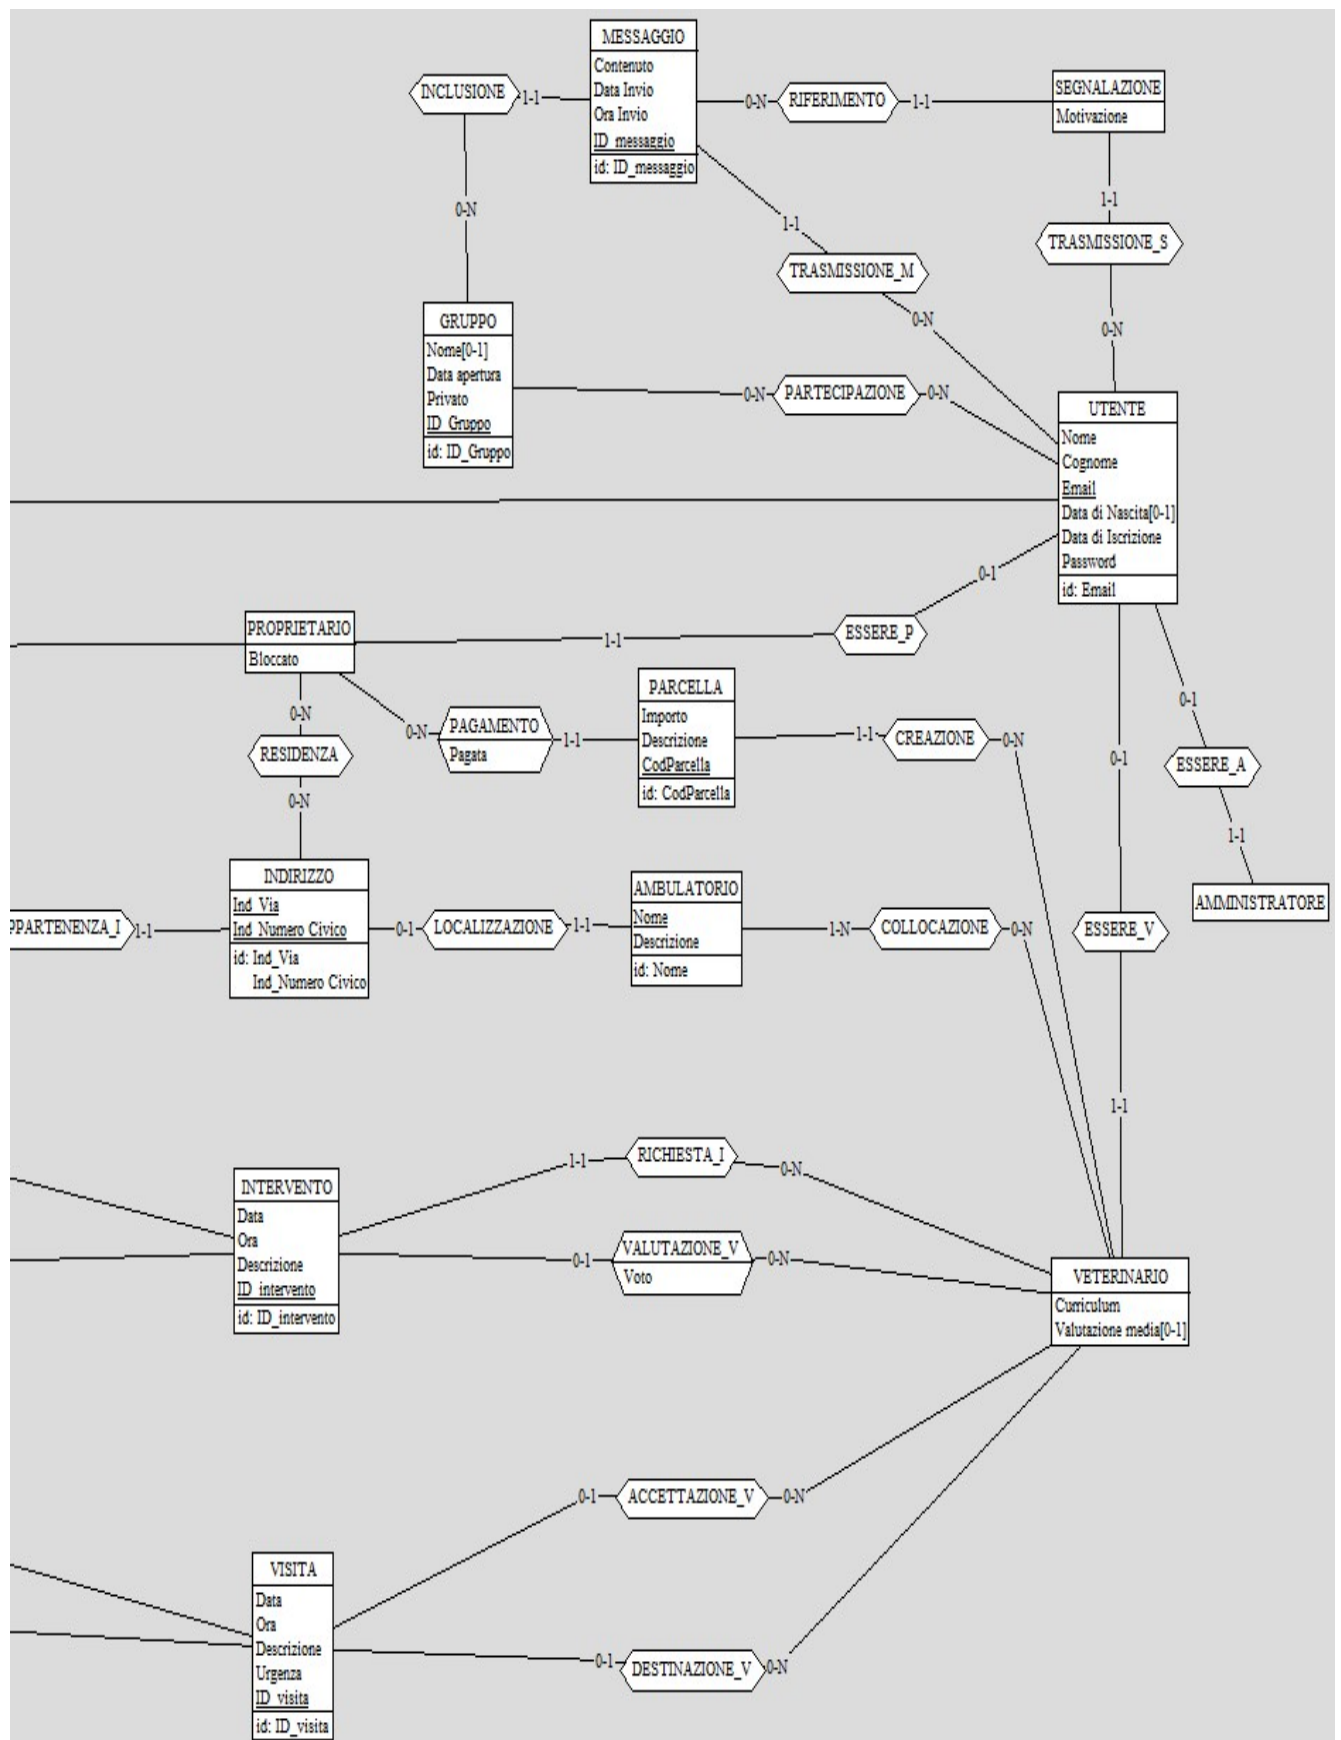 MESSAGGIO
Contenuto
Data Invio
Ora Invio
ID_messaggio
id: ID_messaggio
INCLUSIONE
1-1
0-N
0-N
RIFERIMENTO
1-1
SEGNALAZIONE
Motivazione
1-1
TRASMISSIONE_S
0-N
1-1
TRASMISSIONE_M
0-N
GRUPPO
Nome[0-1]
Data apertura
Privato
ID_Gruppo
id: ID_Gruppo
0-N
PARTECIPAZIONE
0-N
UTENTE
Nome
Cognome
Email
Data di Nascita[0-1]
Data di Iscrizione
Password
id: Email
0-1
ESSERE_P
1-1
PROPRIETARIO
Bloccato
0-N
RESIDENZA
0-N
0-N
PAGAMENTO
Pagata
1-1
PARCELLA
Importo
Descrizione
CodParcella
id: CodParcella
1-1
CREAZIONE
0-N
0-1
0-1
ESSERE_A
1-1
AMMINISTRATORE
INDIRIZZO
Ind_Via
Ind_Numero Civico
id: Ind_Via
Ind_Numero Civico
PPARTENENZA_I
1-1
0-1
LOCALIZZAZIONE
1-1
AMBULATORIO
Nome
Descrizione
id: Nome
1-N
COLLOCAZIONE
0-N
ESSERE_V
1-1
INTERVENTO
Data
Ora
Descrizione
ID_intervento
id: ID_intervento
1-1
RICHIESTA_I
0-N
0-1
VALUTAZIONE_V
Voto
0-N
VETERINARIO
Curriculum
Valutazione media[0-1]
0-1
ACCETTAZIONE_V
0-N
VISITA
Data
Ora
Descrizione
Urgenza
ID_visita
id: ID_visita
0-1
DESTINAZIONE_V
0-N